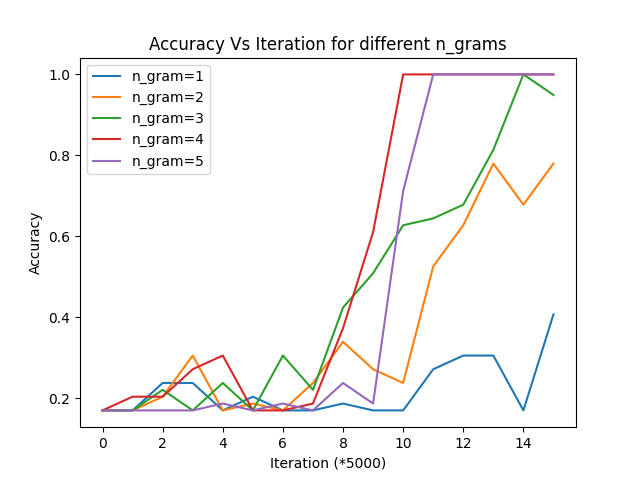 Accuracy Vs Iteration for different n_grams
n_gram=1
n_gram=2
n_gram=3
n_gram=4
n_gram=5
1.0
0.8
0.6
0.4
0.2
Accuracy
0 2 4 6 8 10 12 14
Iteration (*5000)